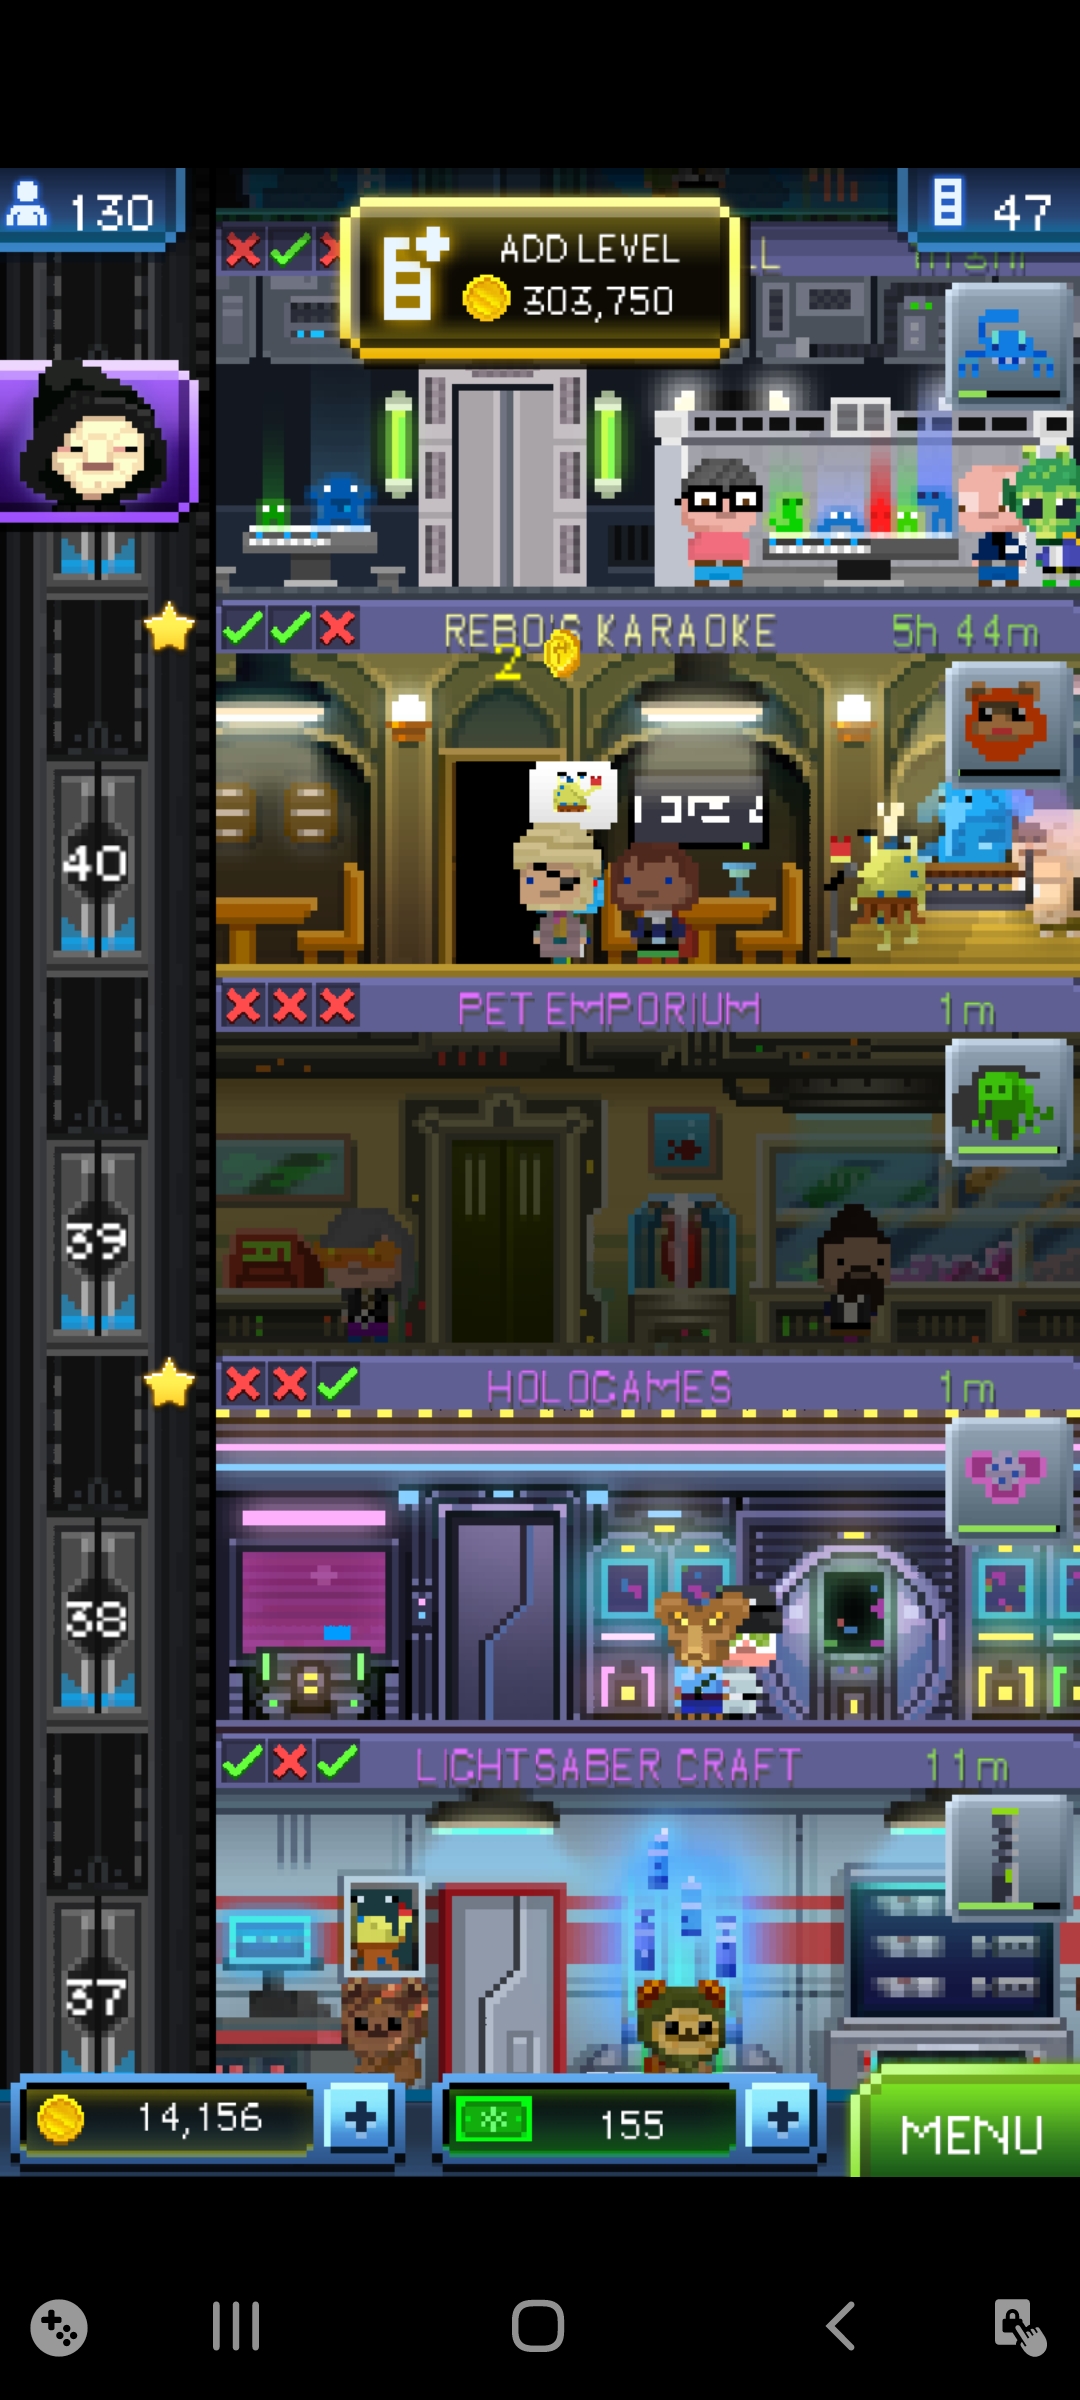 130
ADD LEVEL
303,750
47
REBO'S KARAOKE
5h 44m
2
40
PET EMPORIUM
1m
39
HOLOGAMES
1m
38
LIGHTSABER CRAFT
11m
37
14,156
155
MENU